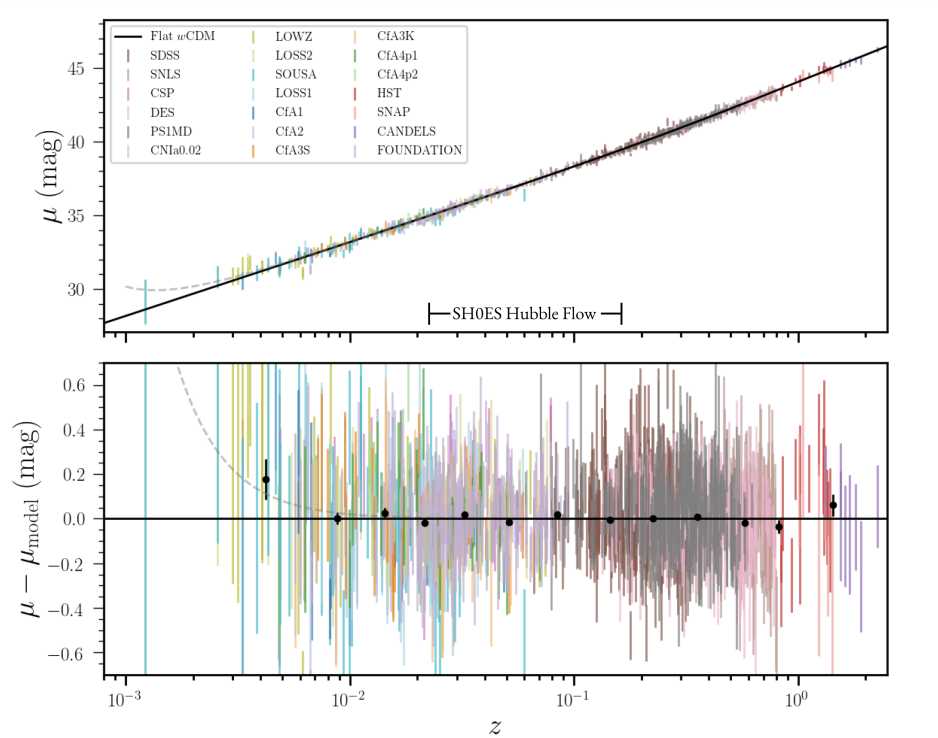 Flat wCDM
SDSS
SNLS
CSP
DES
PS1MD
CNIa0.02
LOWZ
LOSS2
SOUSA
LOSS1
CfA1
CfA2
CfA3S
CfA3K
CfA4p1
CfA4p2
HST
SNAP
CANDELS
FOUNDATION
μ (mag)
45
40
35
30
SH0ES Hubble Flow
μ − μmodel (mag)
0.6
0.4
0.2
0.0
−0.2
−0.4
−0.6
10⁻³ 10⁻² 10⁻¹ 10⁰
z